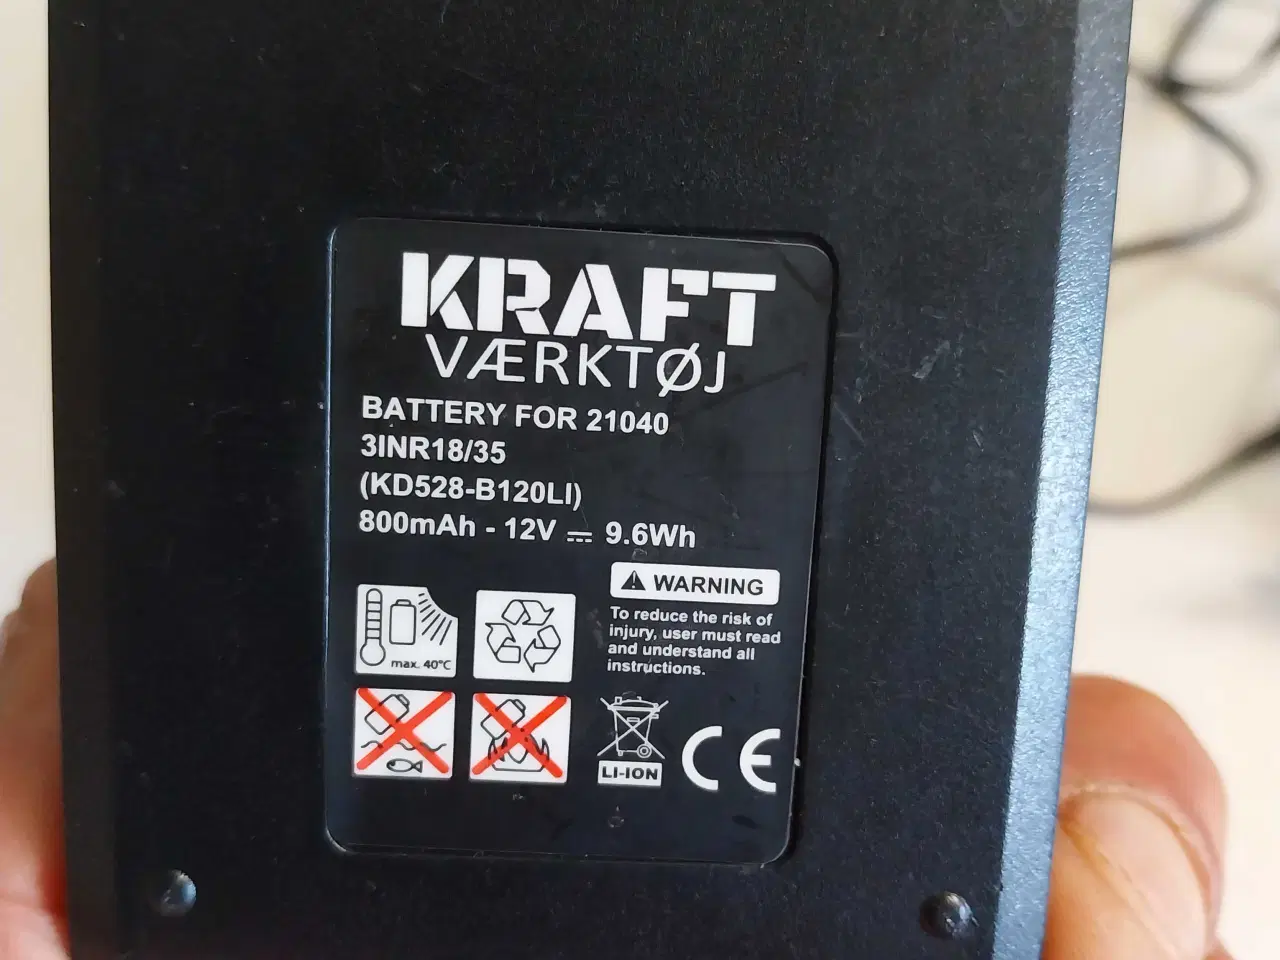 KRAFT
VÆRKTØJ
BATTERY FOR 21040
3INR18/35
(KD528-B120LI)
800mAh - 12V ⎓ 9.6Wh
WARNING
To reduce the risk of
injury, user must read
and understand all
instructions.
max. 40°C
LI-ION
CE